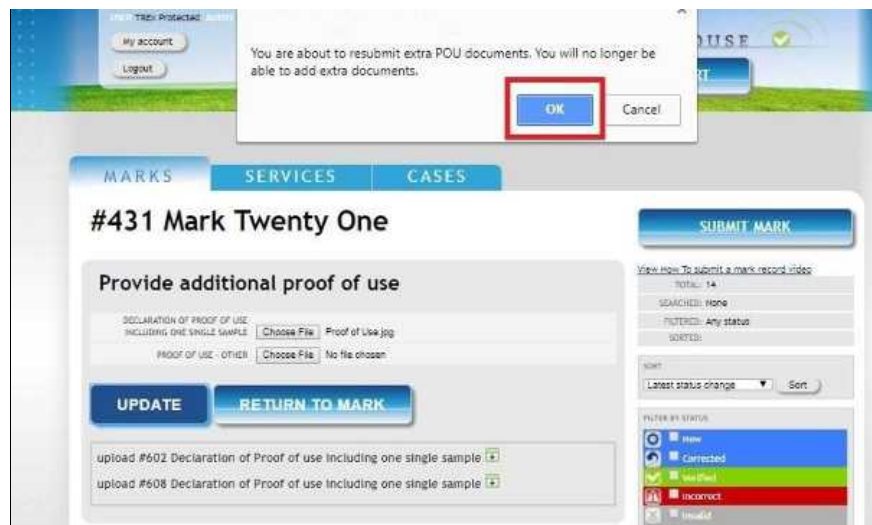 TREx Protected
My account
Logout
You are about to resubmit extra POU documents. You will no longer be
able to add extra documents.
OK
Cancel
OUSE
RT
MARKS
SERVICES
CASES
#431 Mark Twenty One
SUBMIT MARK
View How To submit a mark record video
TOTAL: 14
SEARCHED: None
FILTERED: Any status
SORTED:
Provide additional proof of use
DECLARATION OF PROOF OF USE
INCLUDING ONE SINGLE SAMPLE Choose File Proof of Use.jpg
PROOF OF USE - OTHER Choose File No file chosen
SORT
Latest status change Sort
UPDATE
RETURN TO MARK
FILTER BY STATUS
New
Corrected
Verified
Incorrect
Invalid
upload #602 Declaration of Proof of use including one single sample
upload #608 Declaration of Proof of use including one single sample